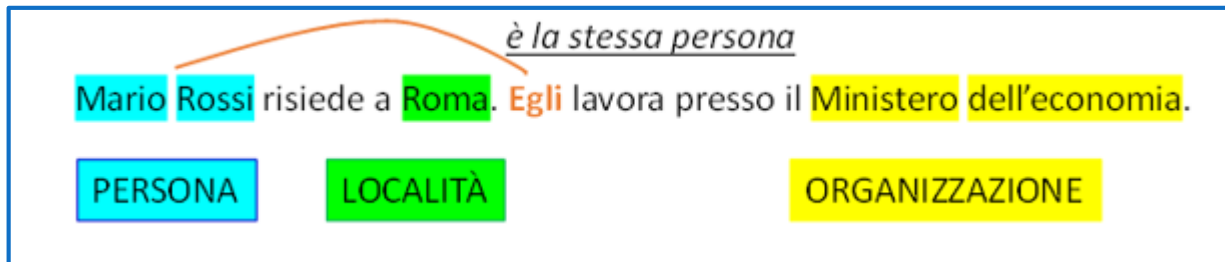 è la stessa persona
Mario Rossi risiede a Roma. Egli lavora presso il Ministero dell’economia.
PERSONA LOCALITÀ ORGANIZZAZIONE